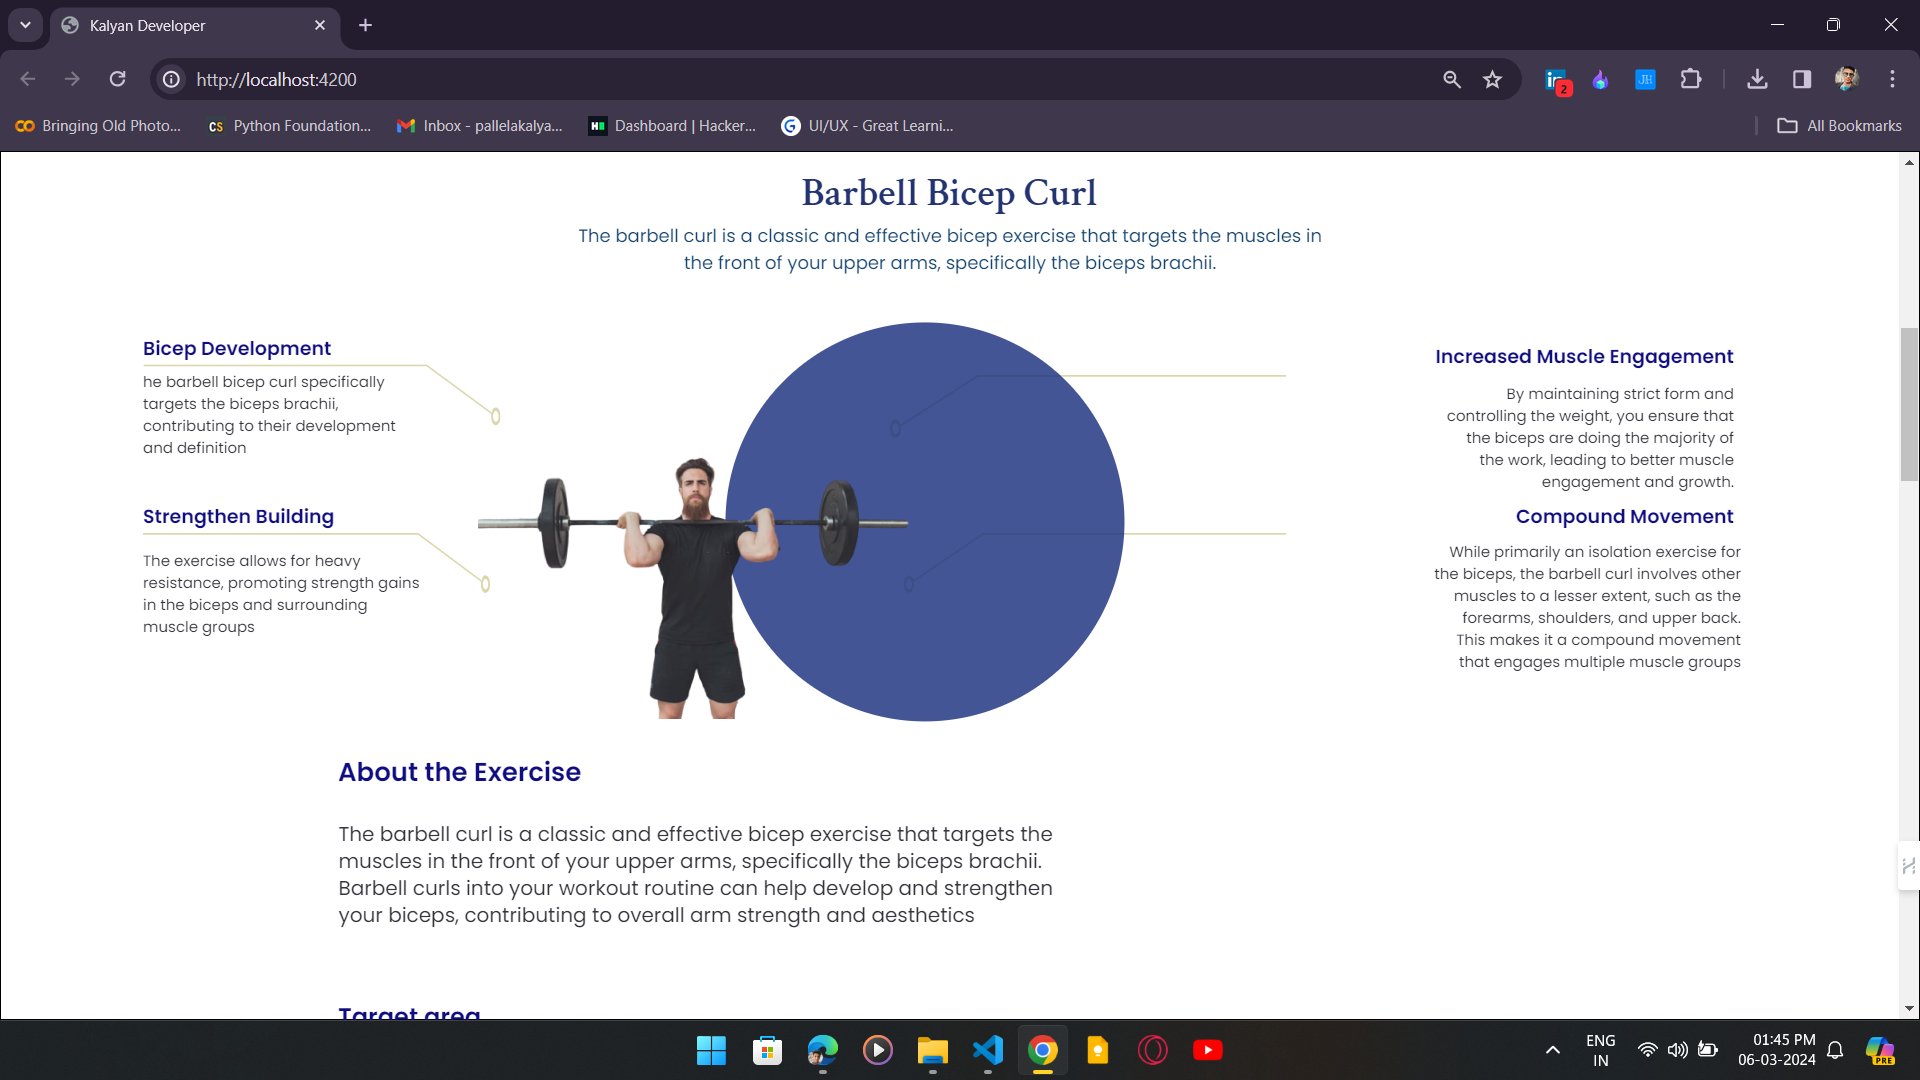 Kalyan Developer
http://localhost:4200
2
JH
Bringing Old Photo...
CS
Python Foundation...
Inbox - pallelakalya...
Dashboard | Hacker...
UI/UX - Great Learni...
All Bookmarks
Barbell Bicep Curl
The barbell curl is a classic and effective bicep exercise that targets the muscles in
the front of your upper arms, specifically the biceps brachii.
Bicep Development
he barbell bicep curl specifically
targets the biceps brachii,
contributing to their development
and definition
Strengthen Building
The exercise allows for heavy
resistance, promoting strength gains
in the biceps and surrounding
muscle groups
Increased Muscle Engagement
By maintaining strict form and
controlling the weight, you ensure that
the biceps are doing the majority of
the work, leading to better muscle
engagement and growth.
Compound Movement
While primarily an isolation exercise for
the biceps, the barbell curl involves other
muscles to a lesser extent, such as the
forearms, shoulders, and upper back.
This makes it a compound movement
that engages multiple muscle groups
About the Exercise
The barbell curl is a classic and effective bicep exercise that targets the
muscles in the front of your upper arms, specifically the biceps brachii.
Barbell curls into your workout routine can help develop and strengthen
your biceps, contributing to overall arm strength and aesthetics
Target area
ENG
IN
01:45 PM
06-03-2024
PRE